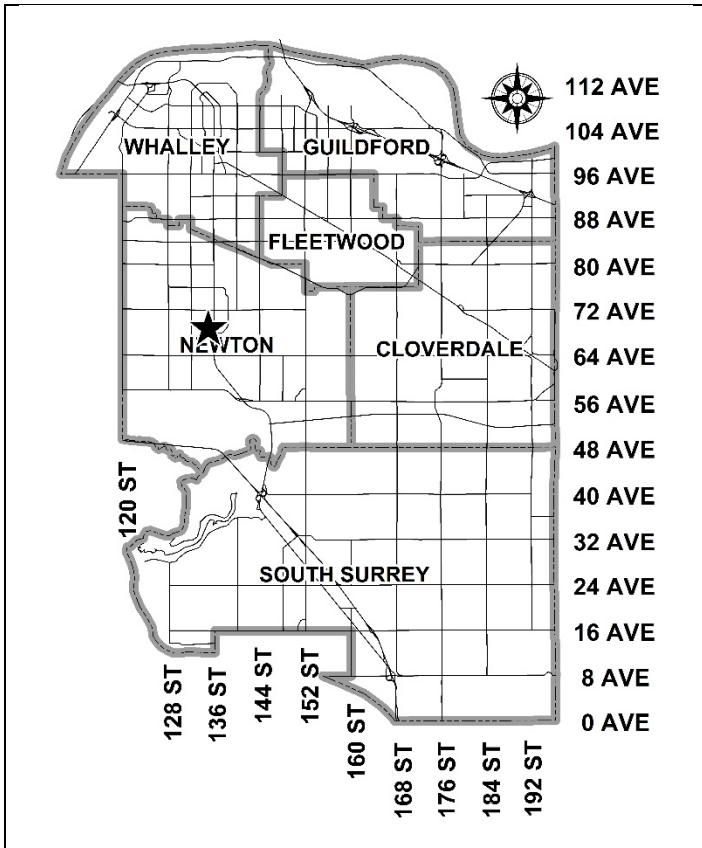 112 AVE
104 AVE
WHALLEY
GUILDFORD
96 AVE
88 AVE
FLEETWOOD
80 AVE
72 AVE
NEWTON
CLOVERDALE
64 AVE
56 AVE
48 AVE
120 ST
40 AVE
32 AVE
SOUTH SURREY
24 AVE
16 AVE
128 ST
136 ST
144 ST
152 ST
160 ST
8 AVE
0 AVE
168 ST
176 ST
184 ST
192 ST